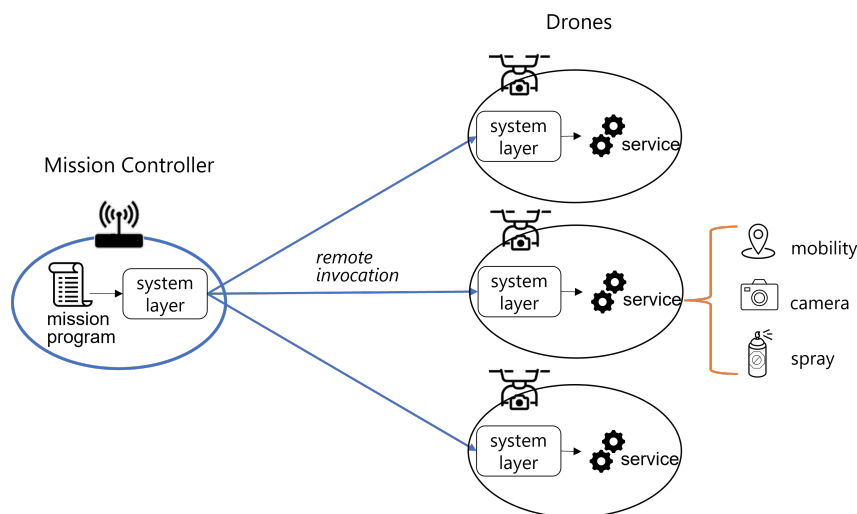 Drones
system
layer
service
Mission Controller
mission
program
system
layer
remote
invocation
system
layer
service
mobility
camera
spray
system
layer
service